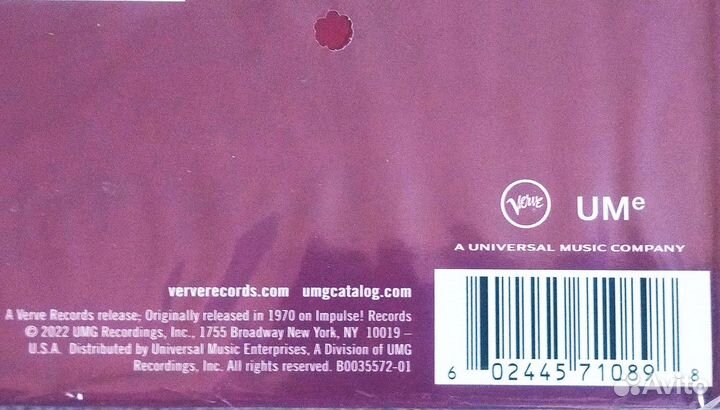 Verve
UMe
A UNIVERSAL MUSIC COMPANY
ververecords.com umgcatalog.com
A Verve Records release; Originally released in 1970 on Impulse! Records
© 2022 UMG Recordings, Inc., 1755 Broadway New York, NY 10019 –
U.S.A. Distributed by Universal Music Enterprises, A Division of UMG
Recordings, Inc. All rights reserved. B0035572-01
6 02445 71089 8
Avito